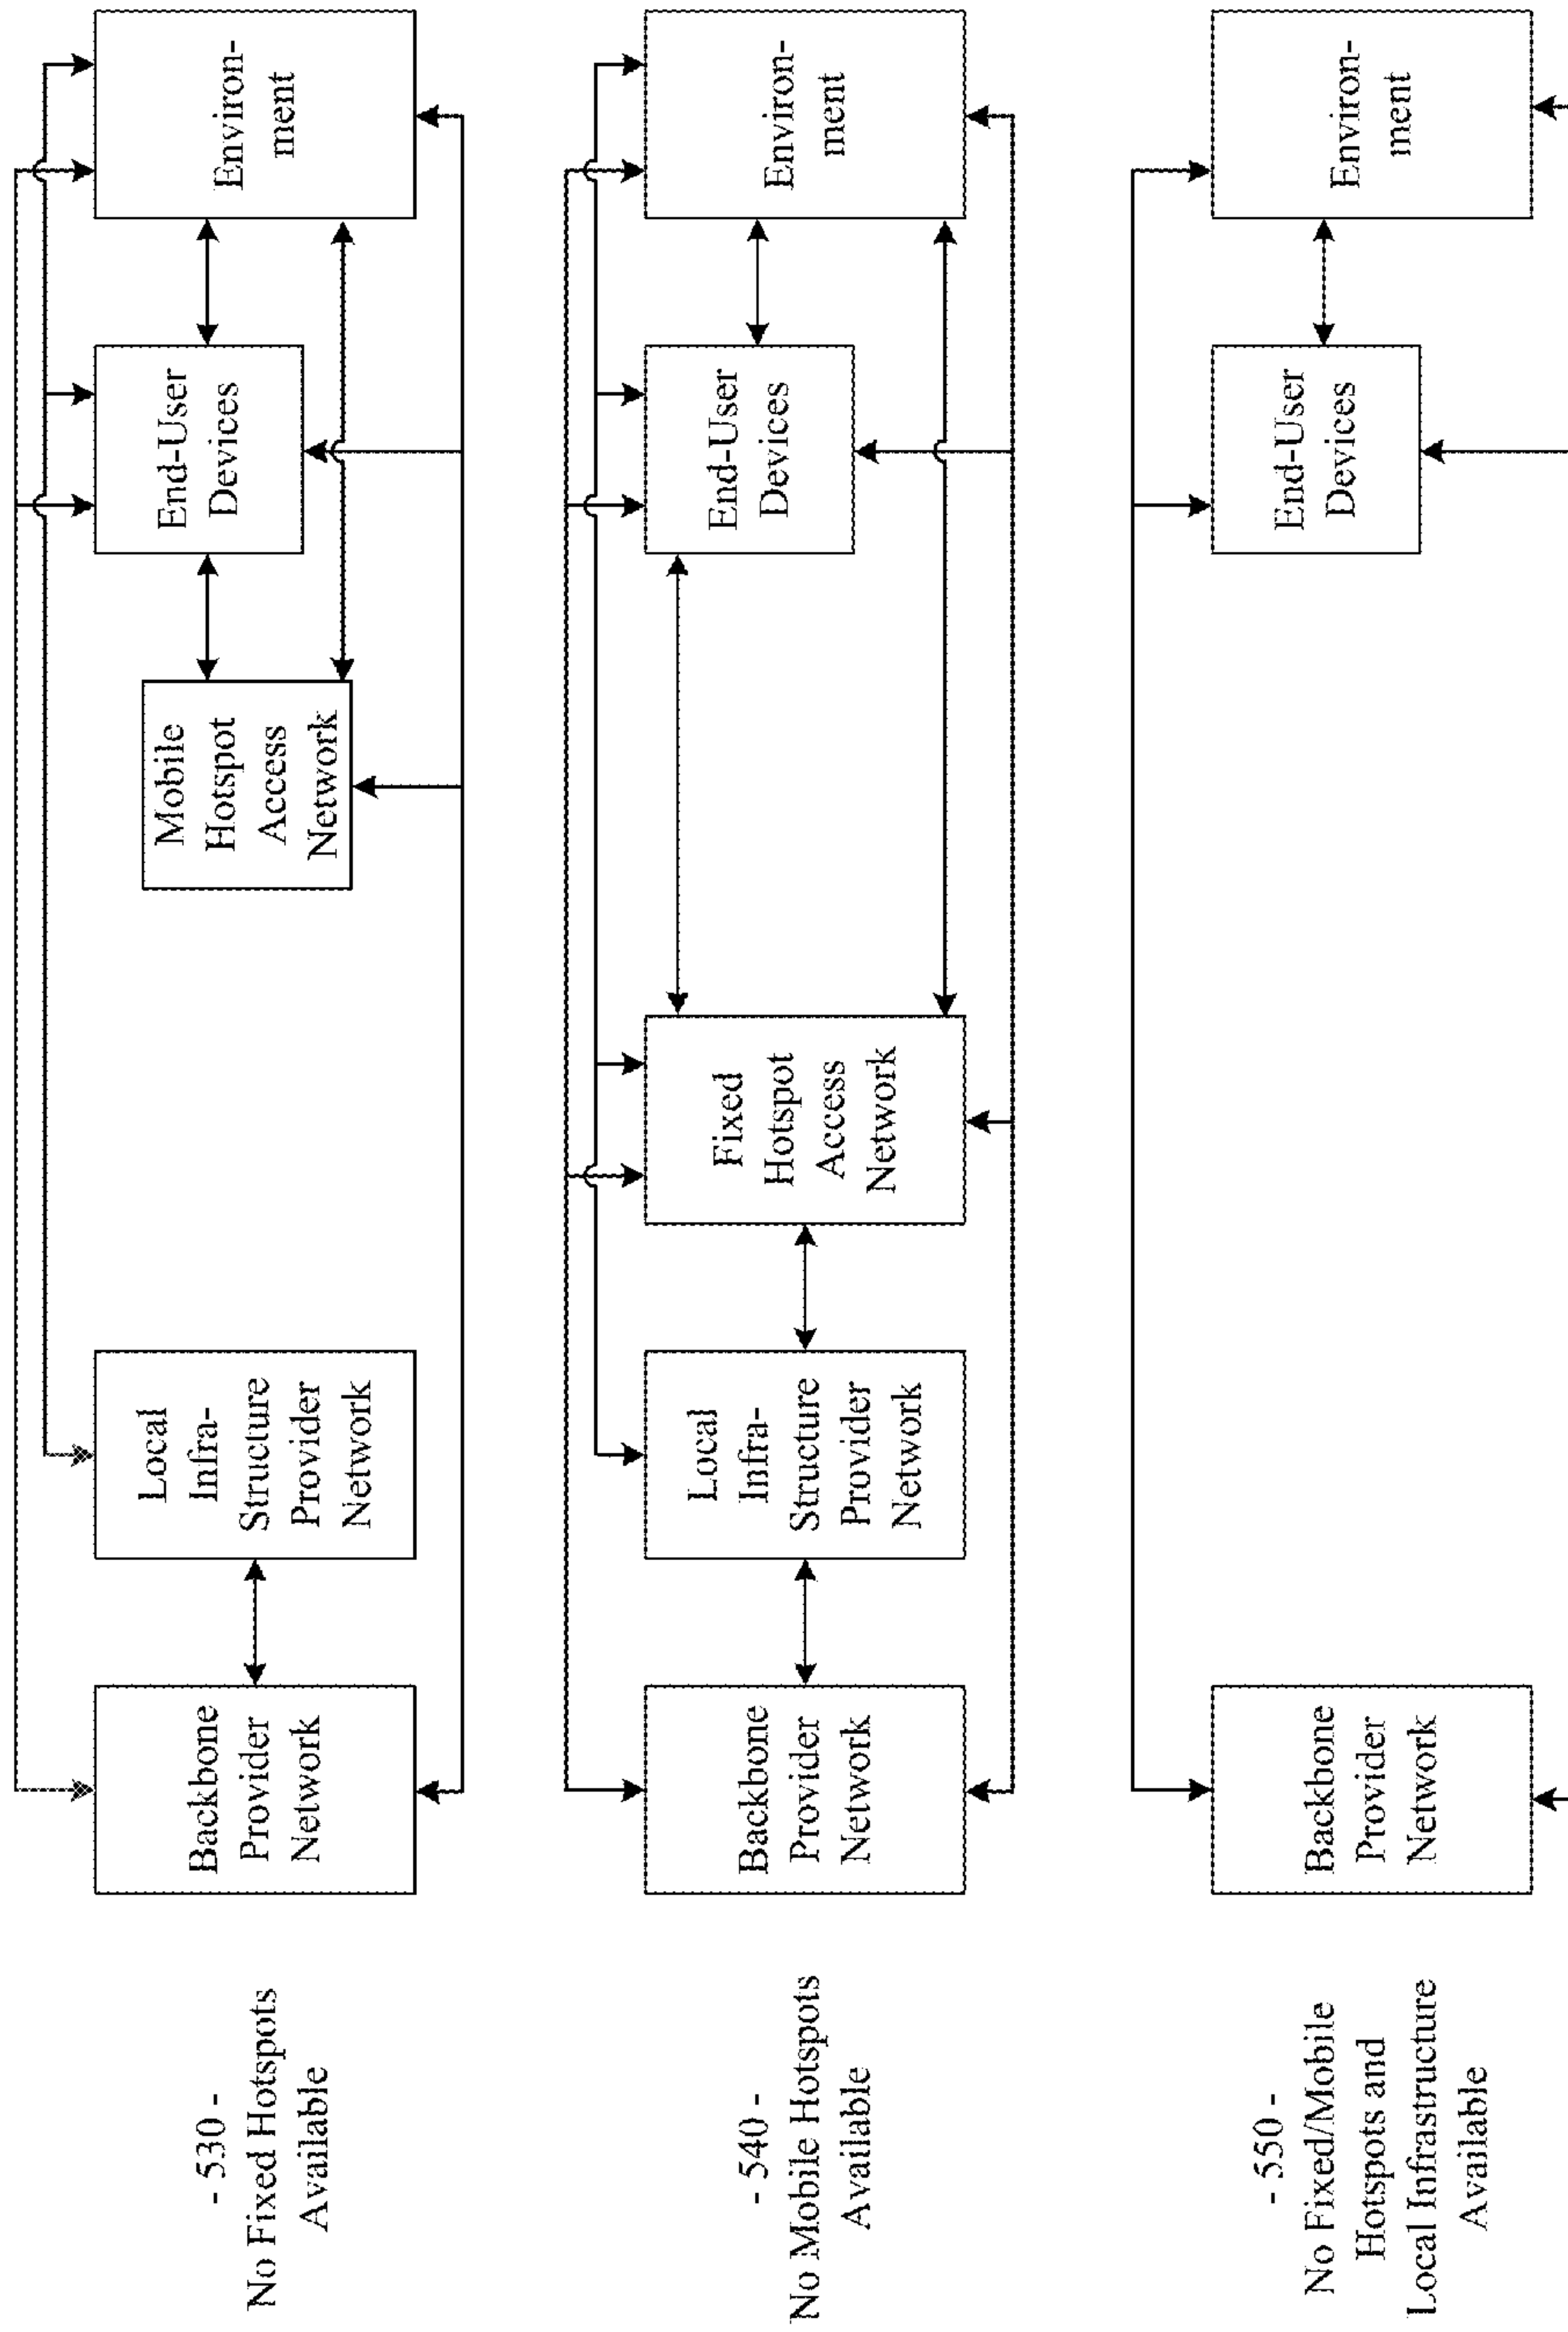 - 530 -
No Fixed Hotspots
Available
Backbone
Provider
Network
Local
Infra-
Structure
Provider
Network
Mobile
Hotspot
Access
Network
End-User
Devices
Environ-
ment
- 540 -
No Mobile Hotspots
Available
Backbone
Provider
Network
Local
Infra-
Structure
Provider
Network
Fixed
Hotspot
Access
Network
End-User
Devices
Environ-
ment
- 550 -
No Fixed/Mobile
Hotspots and
Local Infrastructure
Available
Backbone
Provider
Network
End-User
Devices
Environ-
ment